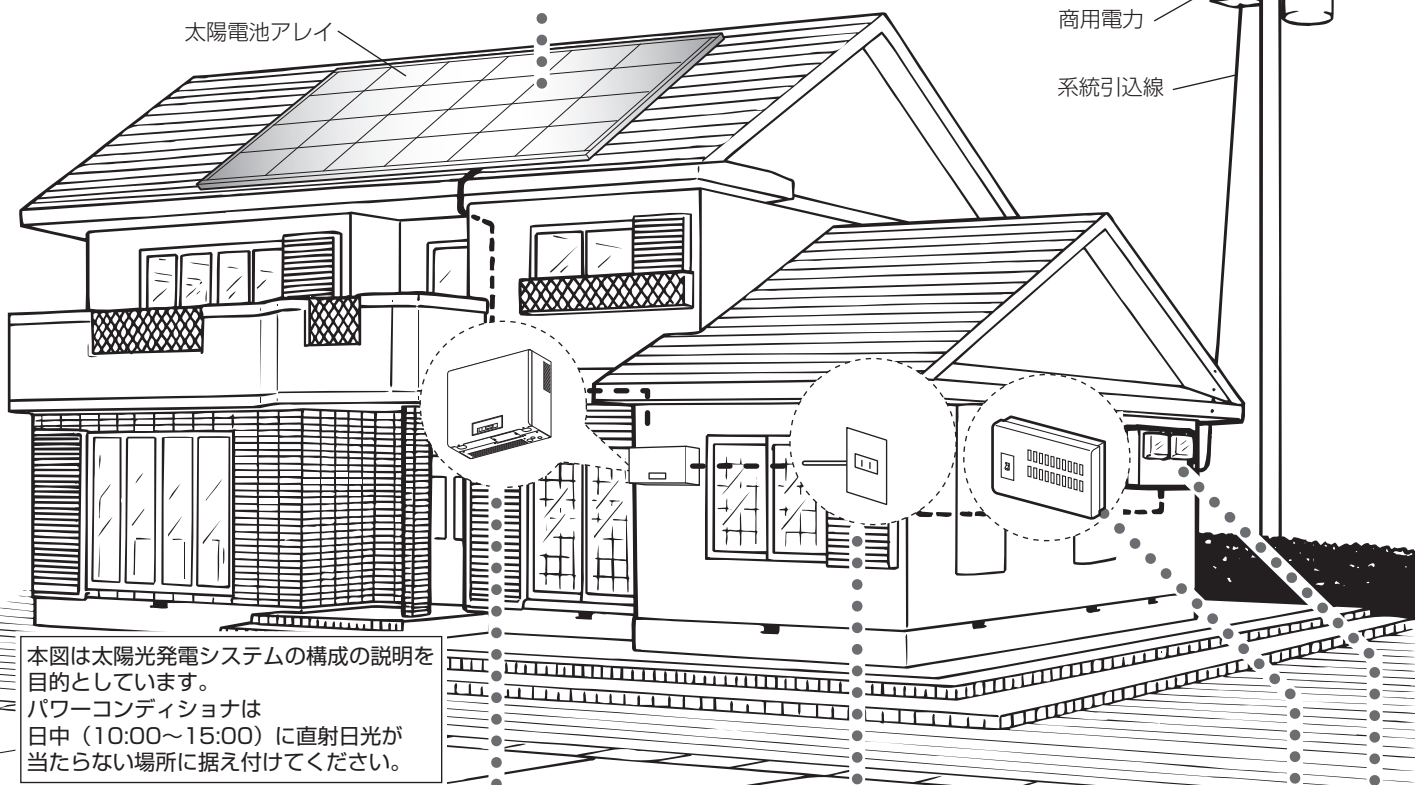 太陽電池アレイ
商用電力
系統引込線
本図は太陽光発電システムの構成の説明を
目的としています。
パワーコンディショナは
日中（10:00～15:00）に直射日光が
当たらない場所に据え付けてください。